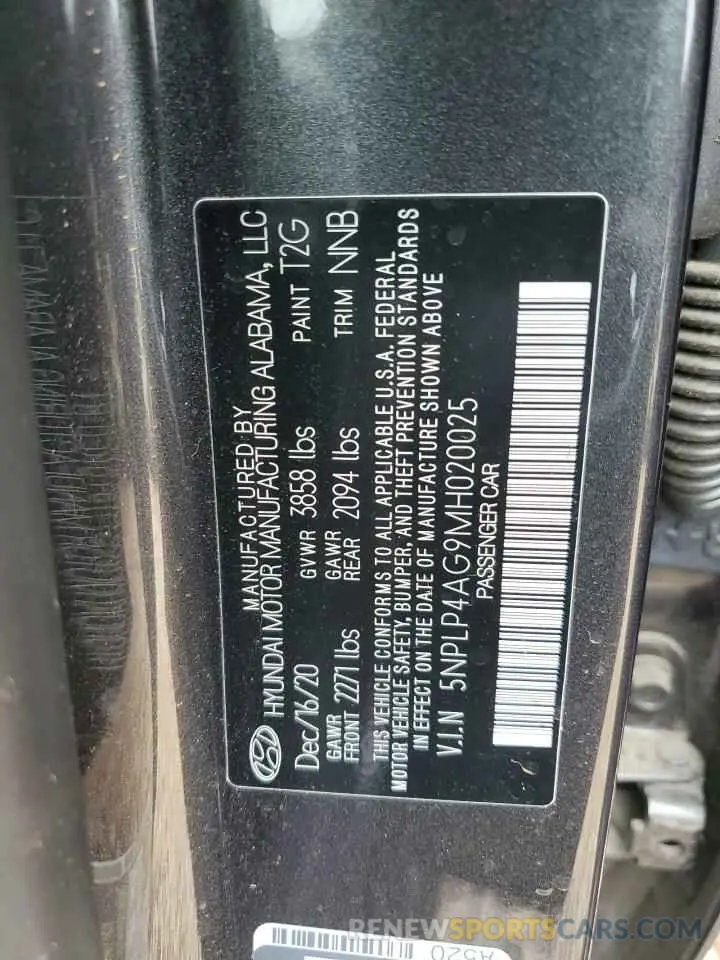 MANUFACTURED BY
HYUNDAI MOTOR MANUFACTURING ALABAMA, LLC
Dec/16/20 GVWR 3858 lbs PAINT T2G
GAWR FRONT 2271 lbs GAWR REAR 2094 lbs TRIM NNB
THIS VEHICLE CONFORMS TO ALL APPLICABLE U.S.A. FEDERAL
MOTOR VEHICLE SAFETY, BUMPER, AND THEFT PREVENTION STANDARDS
IN EFFECT ON THE DATE OF MANUFACTURE SHOWN ABOVE
V.I.N 5NPLP4AG9MH020025
PASSENGER CAR
A520
RENEWSPORTSCARS.COM